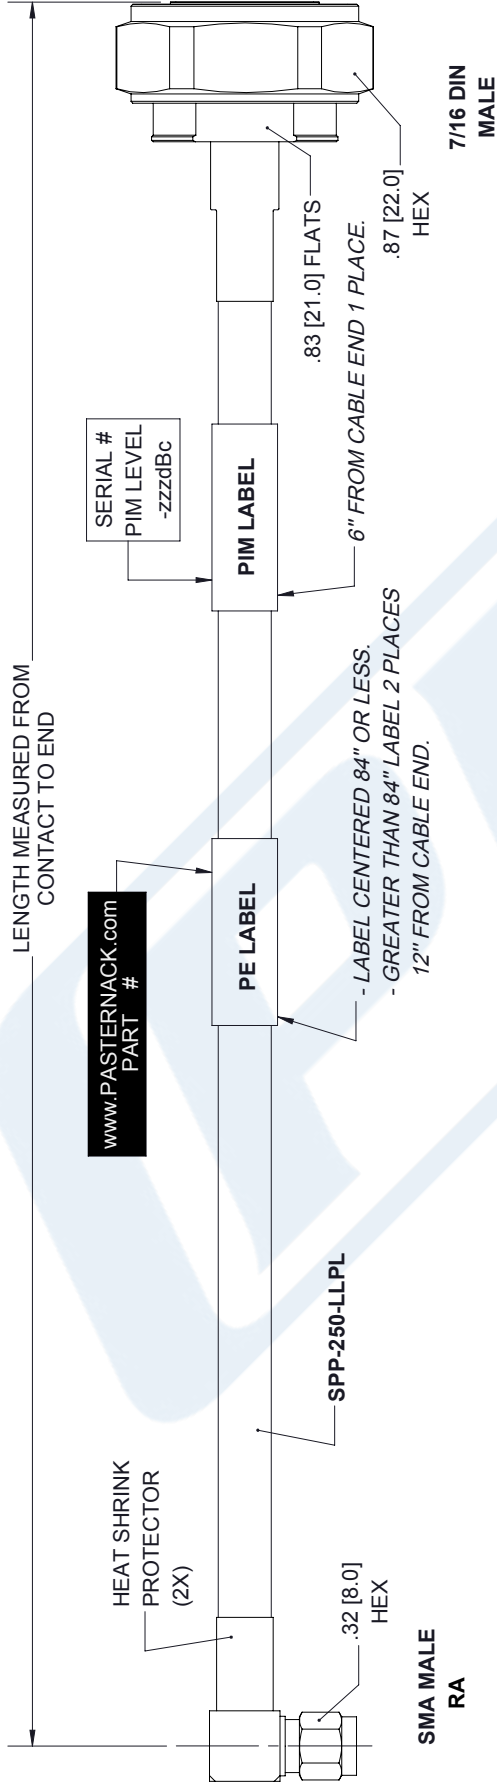 LENGTH MEASURED FROM
CONTACT TO END
www.PASTERNACK.com
PART #
SERIAL #
PIM LEVEL
-zzzdBc
HEAT SHRINK
PROTECTOR
(2X)
PE LABEL
PIM LABEL
.32 [8.0]
HEX
SMA MALE
RA
SPP-250-LLPL
- LABEL CENTERED 84" OR LESS.
- GREATER THAN 84" LABEL 2 PLACES
12" FROM CABLE END.
6" FROM CABLE END 1 PLACE.
.83 [21.0] FLATS
.87 [22.0]
HEX
7/16 DIN
MALE